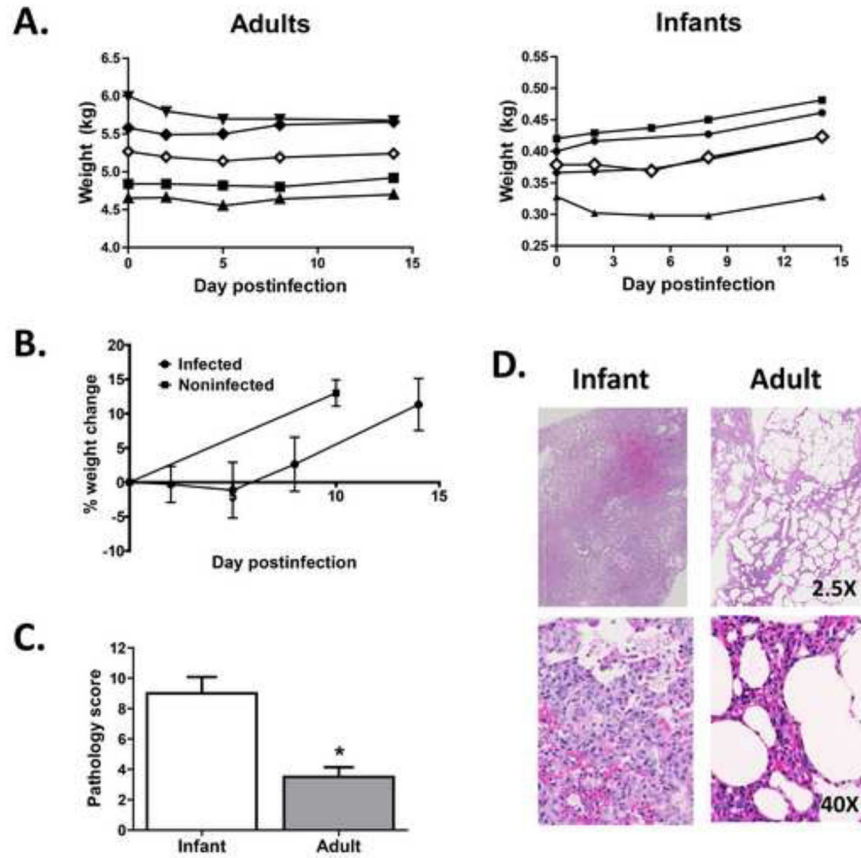 A.
Adults
Weight (kg)
6.5
6.0
5.5
5.0
4.5
4.0
0 5 10 15
Day postinfection
Infants
Weight (kg)
0.55
0.50
0.45
0.40
0.35
0.30
0.25
0 3 6 9 12 15
Day postinfection
B.
% weight change
20
15
10
5
0
-5
-10
Infected
Noninfected
5 10 15
Day postinfection
C.
Pathology score
12
10
8
6
4
2
0
*
Infant Adult
D.
Infant Adult
2.5X
40X